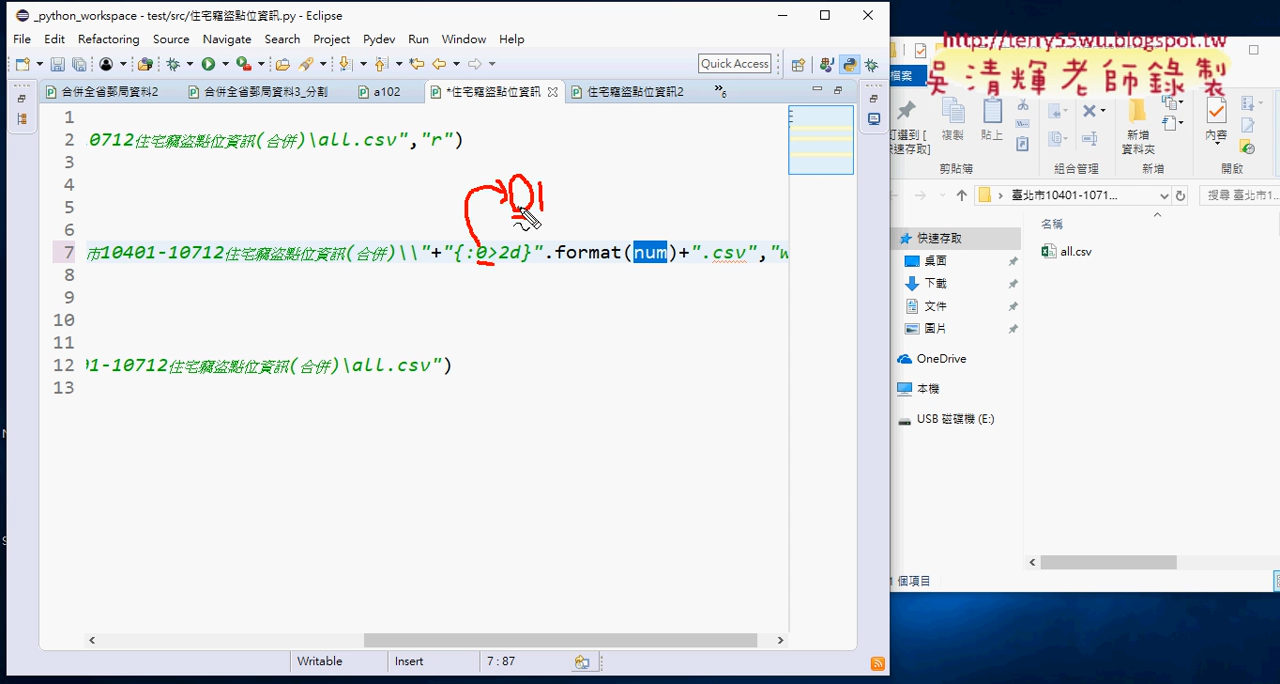 _python_workspace - test/src/住宅竊盜點位資訊.py - Eclipse
File Edit Refactoring Source Navigate Search Project Pydev Run Window Help
Quick Access
合併全省郵局資料2 合併全省郵局資料3_分割 a102 *住宅竊盜點位資訊 住宅竊盜點位資訊2 »6
1
2 0712住宅竊盜點位資訊(合併)\all.csv","r")
3
4
5
6
7 市10401-10712住宅竊盜點位資訊(合併)\\"+"{:0>2d}".format(num)+".csv","w
8
9
10
11
12 01-10712住宅竊盜點位資訊(合併)\all.csv")
13
01
Writable Insert 7 : 87
http://terry55wu.blogspot.tw
吳清輝老師錄製
檔案
釘選到 [
快速存取]
複製
貼上
新增
資料夾
內容
剪貼簿 組合管理 新增 開啟
臺北市10401-1071...
搜尋 臺北市1...
名稱
快速存取
all.csv
桌面
下載
文件
圖片
OneDrive
本機
USB 磁碟機 (E:)
1 個項目